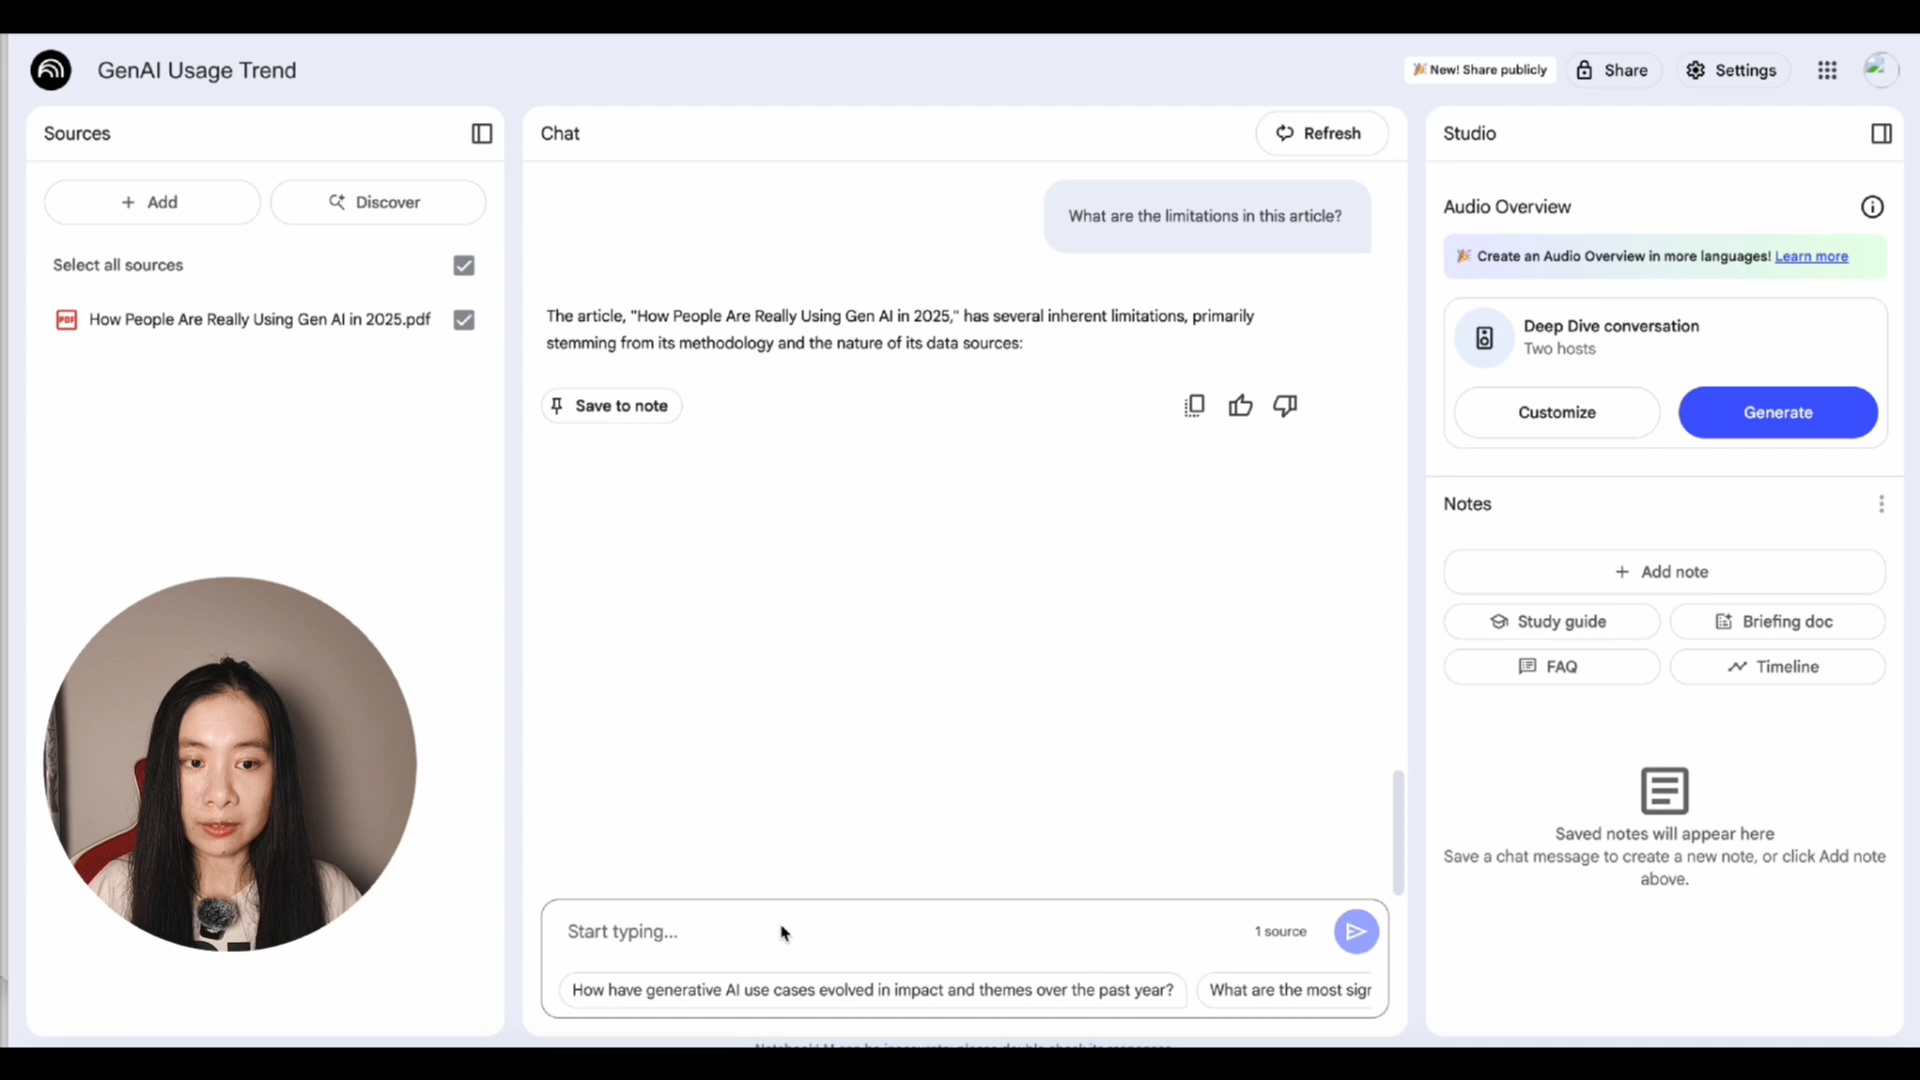 GenAI Usage Trend
New! Share publicly
Share
Settings
Sources
Add
Discover
Select all sources
PDF
How People Are Really Using Gen AI in 2025.pdf
Chat
Refresh
What are the limitations in this article?
The article, "How People Are Really Using Gen AI in 2025," has several inherent limitations, primarily
stemming from its methodology and the nature of its data sources:
Save to note
Start typing...
1 source
How have generative AI use cases evolved in impact and themes over the past year?
What are the most sigr
Studio
Audio Overview
Create an Audio Overview in more languages! Learn more
Deep Dive conversation
Two hosts
Customize
Generate
Notes
Add note
Study guide
Briefing doc
FAQ
Timeline
Saved notes will appear here
Save a chat message to create a new note, or click Add note
above.